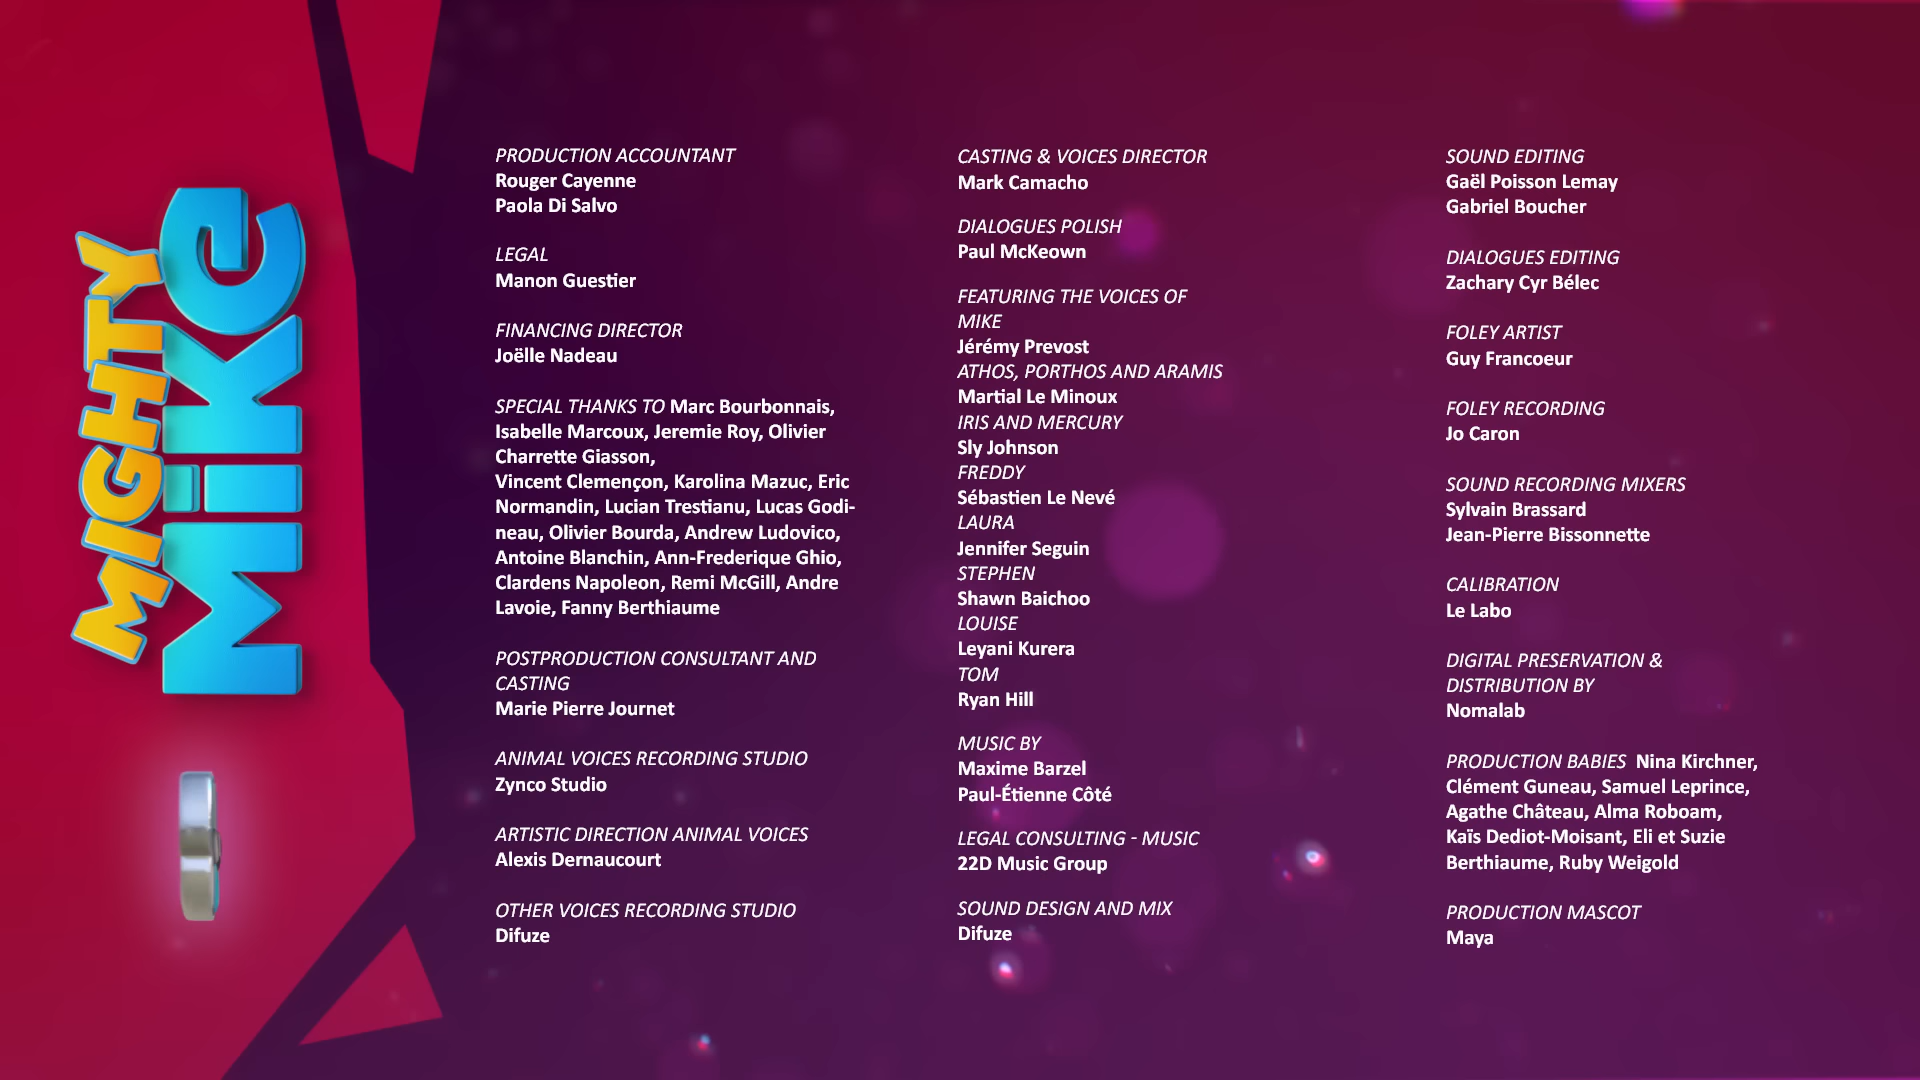 MIGHTY
MIKE
PRODUCTION ACCOUNTANT
Rouger Cayenne
Paola Di Salvo
LEGAL
Manon Guestier
FINANCING DIRECTOR
Joëlle Nadeau
SPECIAL THANKS TO Marc Bourbonnais,
Isabelle Marcoux, Jeremie Roy, Olivier
Charrette Giasson,
Vincent Clemençon, Karolina Mazuc, Eric
Normandin, Lucian Trestianu, Lucas Godi-
neau, Olivier Bourda, Andrew Ludovico,
Antoine Blanchin, Ann-Frederique Ghio,
Clardens Napoleon, Remi McGill, Andre
Lavoie, Fanny Berthiaume
POSTPRODUCTION CONSULTANT AND
CASTING
Marie Pierre Journet
ANIMAL VOICES RECORDING STUDIO
Zynco Studio
ARTISTIC DIRECTION ANIMAL VOICES
Alexis Dernaucourt
OTHER VOICES RECORDING STUDIO
Difuze
CASTING & VOICES DIRECTOR
Mark Camacho
DIALOGUES POLISH
Paul McKeown
FEATURING THE VOICES OF
MIKE
Jérémy Prevost
ATHOS, PORTHOS AND ARAMIS
Martial Le Minoux
IRIS AND MERCURY
Sly Johnson
FREDDY
Sébastien Le Nevé
LAURA
Jennifer Seguin
STEPHEN
Shawn Baichoo
LOUISE
Leyani Kurera
TOM
Ryan Hill
MUSIC BY
Maxime Barzel
Paul-Étienne Côté
LEGAL CONSULTING - MUSIC
22D Music Group
SOUND DESIGN AND MIX
Difuze
SOUND EDITING
Gaël Poisson Lemay
Gabriel Boucher
DIALOGUES EDITING
Zachary Cyr Bélec
FOLEY ARTIST
Guy Francoeur
FOLEY RECORDING
Jo Caron
SOUND RECORDING MIXERS
Sylvain Brassard
Jean-Pierre Bissonnette
CALIBRATION
Le Labo
DIGITAL PRESERVATION &
DISTRIBUTION BY
Nomalab
PRODUCTION BABIES Nina Kirchner,
Clément Guneau, Samuel Leprince,
Agathe Château, Alma Roboam,
Kaïs Dediot-Moisant, Eli et Suzie
Berthiaume, Ruby Weigold
PRODUCTION MASCOT
Maya